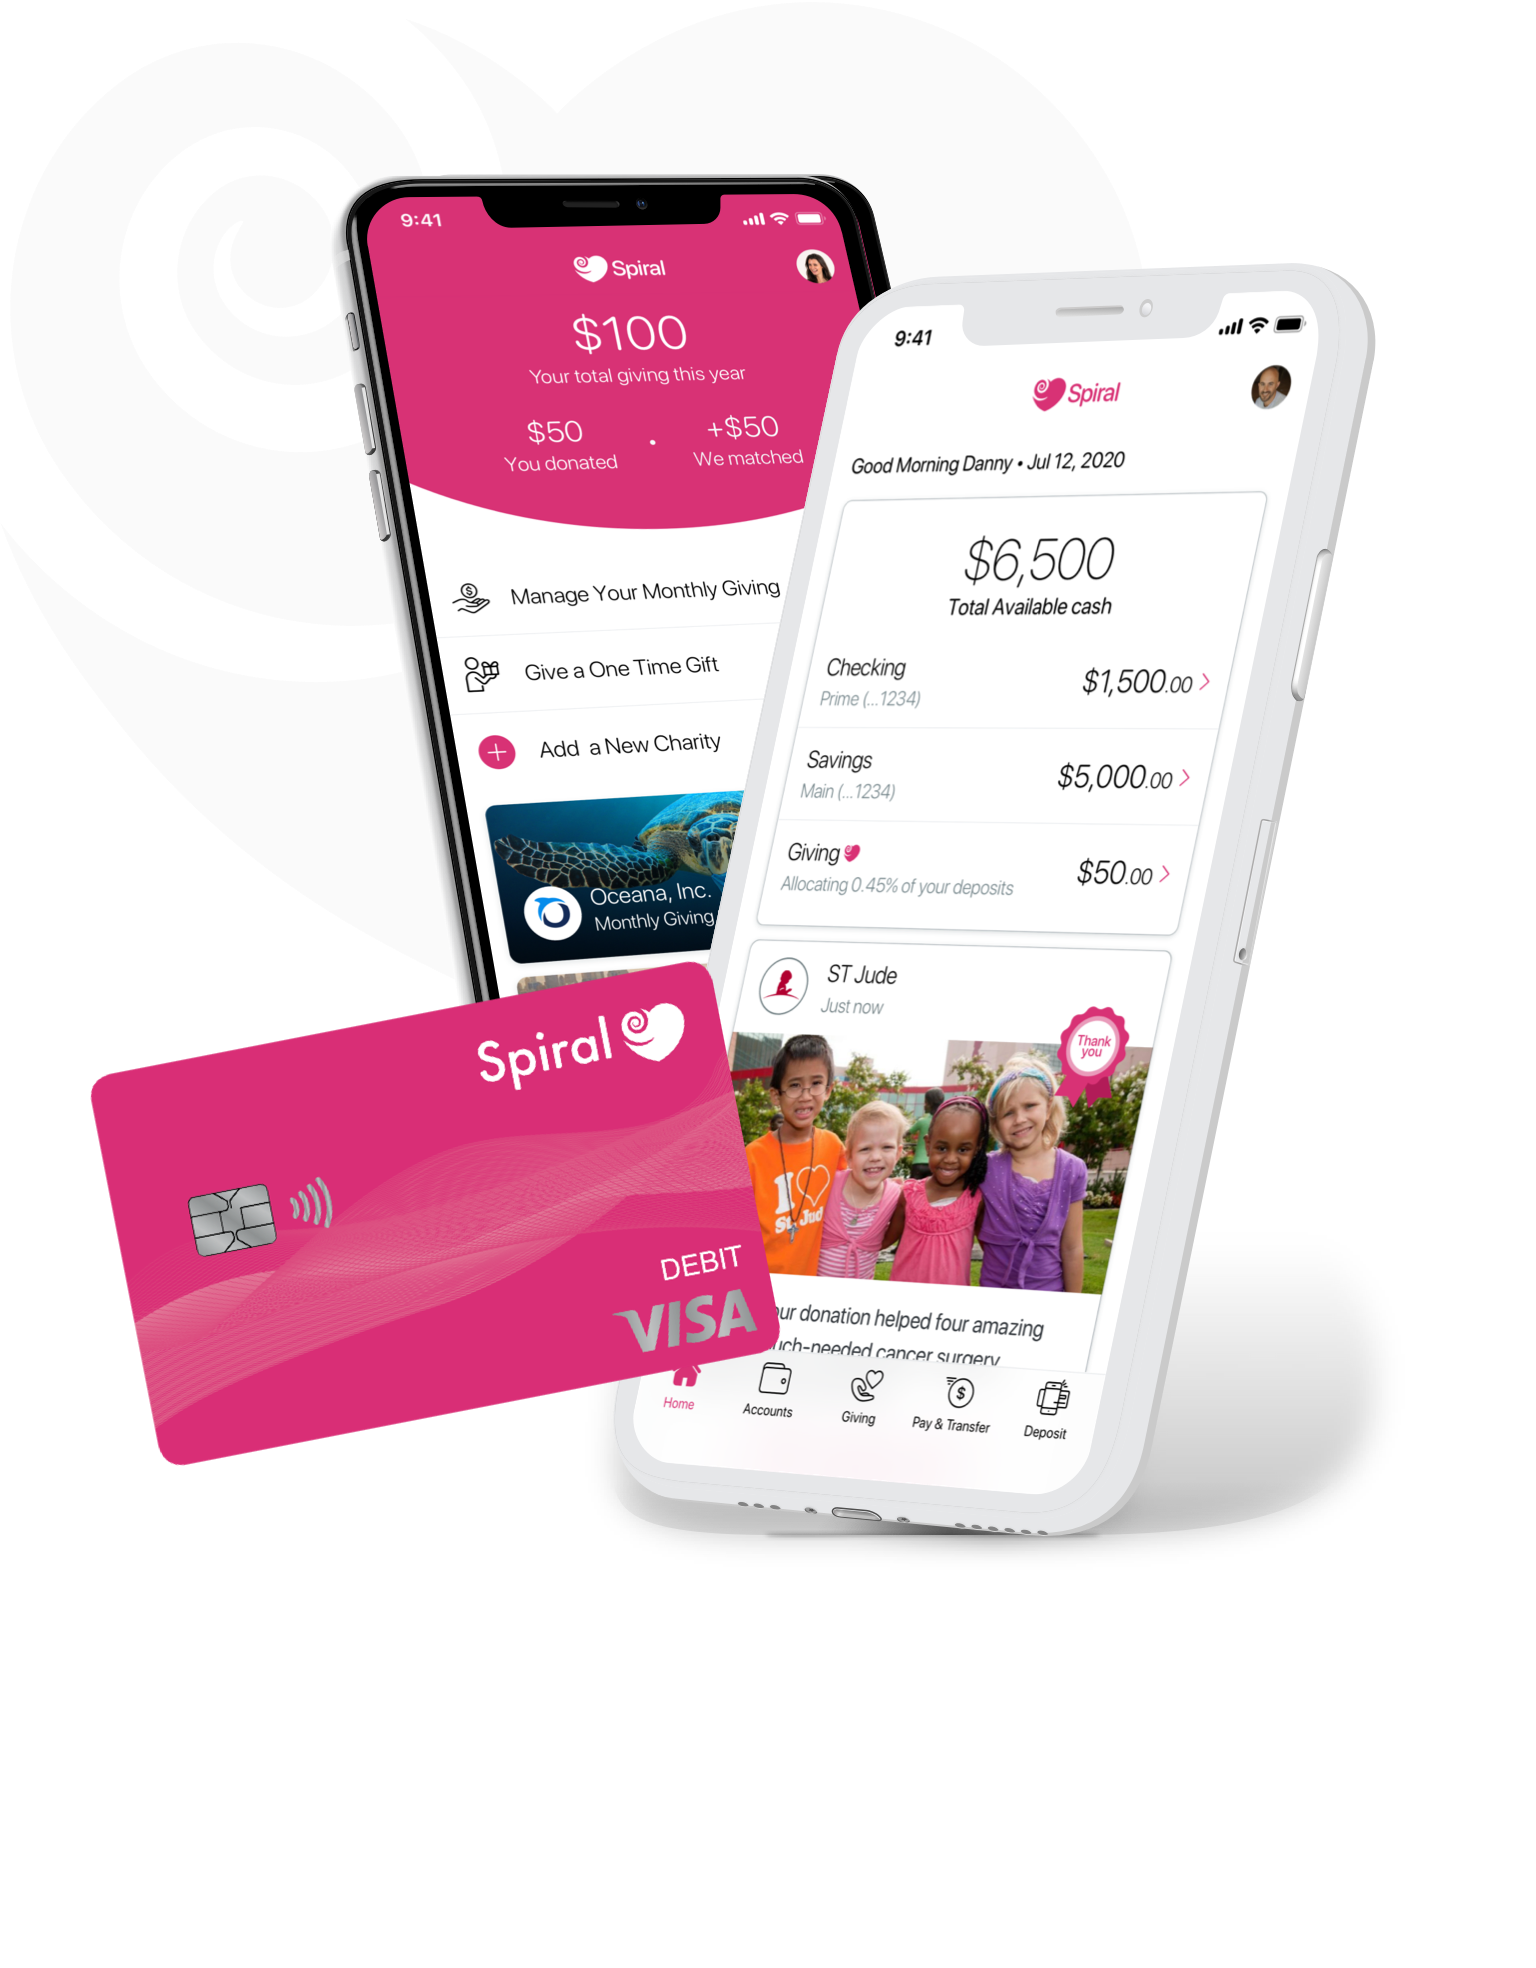 9:41
Spiral
$100
Your total giving this year
$50
+$50
You donated
We matched
Manage Your Monthly Giving
Give a One Time Gift
Add a New Charity
Oceana, Inc.
Monthly Giving
9:41
Spiral
Good Morning Danny • Jul 12, 2020
$6,500
Total Available cash
Checking
$1,500.00
Prime (...1234)
Savings
$5,000.00
Main (...1234)
Giving
$50.00
Allocating 0.45% of your deposits
ST Jude
Just now
Thank
you
I
St. Jud
our donation helped four amazing
uch-needed cancer surgery
Home
Accounts
Giving
Pay & Transfer
Deposit
Spiral
DEBIT
VISA